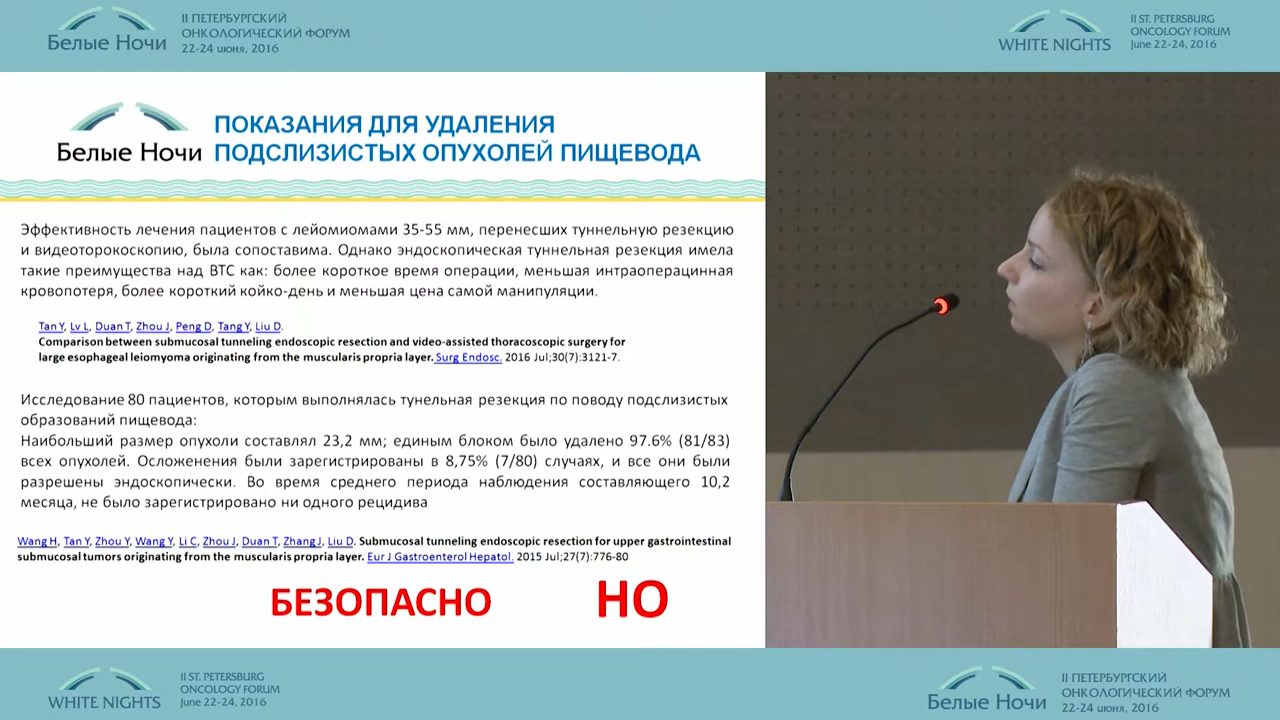 Белые Ночи
II ПЕТЕРБУРГСКИЙ
ОНКОЛОГИЧЕСКИЙ ФОРУМ
22-24 июня, 2016
WHITE NIGHTS
II ST. PETERSBURG
ONCOLOGY FORUM
June 22-24, 2016
Белые Ночи
ПОКАЗАНИЯ ДЛЯ УДАЛЕНИЯ
ПОДСЛИЗИСТЫХ ОПУХОЛЕЙ ПИЩЕВОДА
Эффективность лечения пациентов с лейомиомами 35-55 мм, перенесших туннельную резекцию
и видеоторокоскопию, была сопоставима. Однако эндоскопическая туннельная резекция имела
такие преимущества над ВТС как: более короткое время операции, меньшая интраоперацинная
кровопотеря, более короткий койко-день и меньшая цена самой манипуляции.
Tan Y, Lv L, Duan T, Zhou J, Peng D, Tang Y, Liu D.
Comparison between submucosal tunneling endoscopic resection and video-assisted thoracoscopic surgery for
large esophageal leiomyoma originating from the muscularis propria layer. Surg Endosc. 2016 Jul;30(7):3121-7.
Исследование 80 пациентов, которым выполнялась тунельная резекция по поводу подслизистых
образований пищевода:
Наибольший размер опухоли составлял 23,2 мм; единым блоком было удалено 97.6% (81/83)
всех опухолей. Осложенения были зарегистрированы в 8,75% (7/80) случаях, и все они были
разрешены эндоскопически. Во время среднего периода наблюдения составляющего 10,2
месяца, не было зарегистрировано ни одного рецидива
Wang H, Tan Y, Zhou Y, Wang Y, Li C, Zhou J, Duan T, Zhang J, Liu D. Submucosal tunneling endoscopic resection for upper gastrointestinal
submucosal tumors originating from the muscularis propria layer. Eur J Gastroenterol Hepatol. 2015 Jul;27(7):776-80
БЕЗОПАСНО НО
WHITE NIGHTS
II ST. PETERSBURG
ONCOLOGY FORUM
June 22-24, 2016
Белые Ночи
II ПЕТЕРБУРГСКИЙ
ОНКОЛОГИЧЕСКИЙ ФОРУМ
22-24 июня, 2016